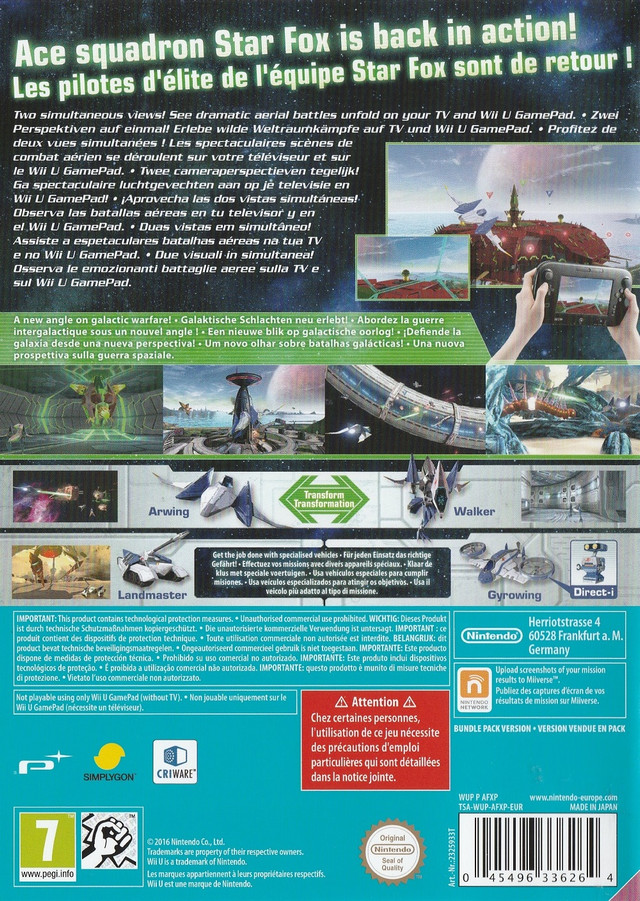 Ace squadron Star Fox is back in action!
Les pilotes d'élite de l'équipe Star Fox sont de retour !
Two simultaneous views! See dramatic aerial battles unfold on your TV and Wii U GamePad. • Zwei
Perspektiven auf einmal! Erlebe wilde Weltraumkämpfe auf TV und Wii U GamePad. • Profitez de
deux vues simultanées ! Les spectaculaires scènes de
combat aérien se déroulent sur votre téléviseur et sur
le Wii U GamePad. • Twee cameraperspectieven tegelijk!
Ga spectaculaire luchtgevechten aan op je televisie en
Wii U GamePad! • ¡Aprovecha las dos vistas simultáneas!
Observa las batallas aéreas en tu televisor y en
el Wii U GamePad. • Duas vistas em simultâneo!
Assiste a espetaculares batalhas aéreas na tua TV
e no Wii U GamePad. • Due visuali in simultanea!
Osserva le emozionanti battaglie aeree sulla TV e
sul Wii U GamePad.
A new angle on galactic warfare! • Galaktische Schlachten neu erlebt! • Abordez la guerre
intergalactique sous un nouvel angle ! • Een nieuwe blik op galactische oorlog! • ¡Defiende la
galaxia desde una nueva perspectiva! • Um novo olhar sobre batalhas galácticas! • Una nuova
prospettiva sulla guerra spaziale.
Arwing
Transform
Transformation
Walker
Landmaster
Get the job done with specialised vehicles • Für jeden Einsatz das richtige
Gefährt! • Effectuez vos missions avec divers appareils spéciaux. • Klaar de
klus met speciale voertuigen. • Usa vehículos especiales para cumplir
misiones. • Usa veículos especializados para atingir os objetivos. • Usa il
veicolo più adatto al tipo di missione.
Gyrowing
Direct-i
IMPORTANT: This product contains technological protection measures. • Unauthorised commercial use prohibited. WICHTIG: Dieses Produkt
ist durch technische Schutzmaßnahmen kopiergeschützt. • Die unautorisierte kommerzielle Verwendung ist untersagt. IMPORTANT : ce
produit contient des dispositifs de protection technique. • Toute utilisation commerciale non autorisée est interdite. BELANGRIJK: dit
product bevat technische beveiligingsmaatregelen. • Ongeautoriseerd commercieel gebruik is niet toegestaan. IMPORTANTE: Este producto
dispone de medidas de protección técnica. • Prohibido su uso comercial no autorizado. IMPORTANTE: Este produto inclui dispositivos
tecnológicos de proteção. • É proibida a utilização comercial não autorizada. IMPORTANTE: questo prodotto è munito di misure tecniche
di protezione. • Vietato l'uso commerciale non autorizzato.
Nintendo
Herriotstrasse 4
60528 Frankfurt a. M.
Germany
NINTENDO
NETWORK
Upload screenshots of your mission
results to Miiverse™.
Publiez des captures d'écran de vos
résultats de mission sur Miiverse.
Not playable using only Wii U GamePad (without TV). • Non jouable uniquement sur le
Wii U GamePad (nécessite un téléviseur).
Attention
Chez certaines personnes,
l'utilisation de ce jeu nécessite
des précautions d'emploi
particulières qui sont détaillées
dans la notice jointe.
BUNDLE PACK VERSION • VERSION VENDUE EN PACK
SIMPLYGON
CRIWARE
WUP P AFXP
TSA-WUP-AFXP-EUR
www.nintendo-europe.com
MADE IN JAPAN
7
www.pegi.info
© 2016 Nintendo Co., Ltd.
Trademarks are property of their respective owners.
Wii U is a trademark of Nintendo.
Les marques appartiennent à leurs propriétaires respectifs.
Wii U est une marque de Nintendo.
Original
Nintendo
Seal of
Quality
Art.-Nr.: 2325933T
0 45496 33626 4